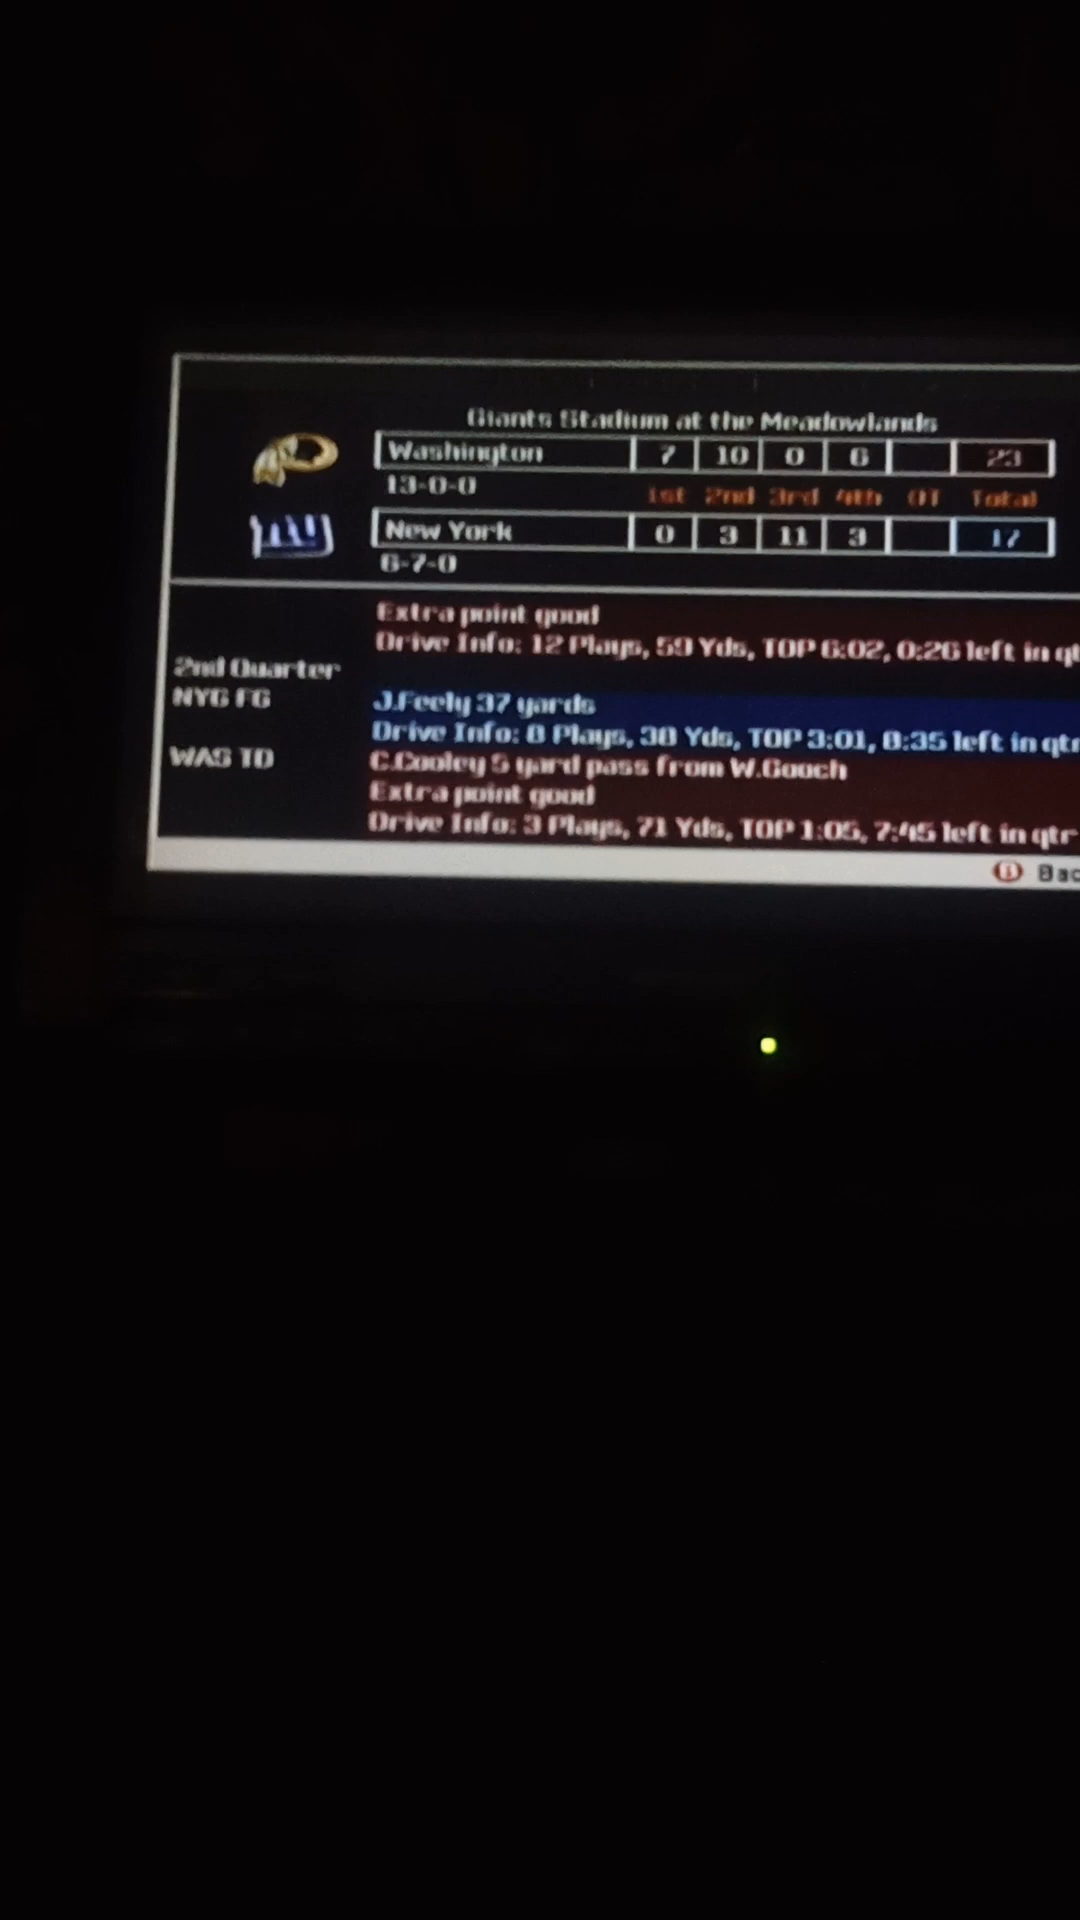 Giants Stadium at the Meadowlands
Washington 7 10 0 6 23
13-0-0 1st 2nd 3rd 4th OT Total
New York 0 3 11 3 17
6-7-0
Extra point good
Drive Info: 12 Plays, 59 Yds, TOP 6:02, 0:26 left in qt
2nd Quarter
NYG FG J.Feely 37 yards
Drive Info: 8 Plays, 38 Yds, TOP 3:01, 8:35 left in qtr
WAS TD C.Cooley 5 yard pass from W.Gooch
Extra point good
Drive Info: 3 Plays, 71 Yds, TOP 1:05, 7:45 left in qtr
B Bac